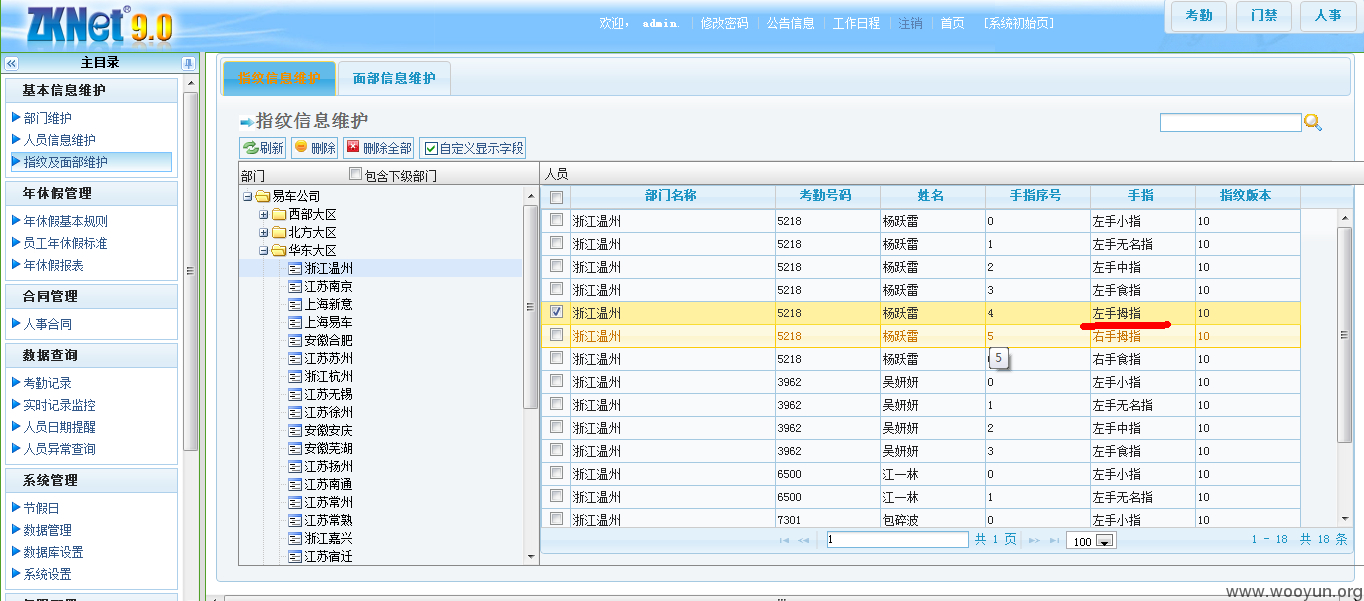 ZKNet® 9.0
欢迎， admin. 修改密码 公告信息 工作日程 注销 首页 [系统初始页]
考勤 门禁 人事
主目录
基本信息维护
部门维护
人员信息维护
指纹及面部维护
年休假管理
年休假基本规则
员工年休假标准
年休假报表
合同管理
人事合同
数据查询
考勤记录
实时记录监控
人员日期提醒
人员异常查询
系统管理
节假日
数据管理
数据库设置
系统设置
指纹信息维护 面部信息维护
指纹信息维护
刷新 删除 删除全部 自定义显示字段
部门 包含下级部门
易车公司
西部大区
北方大区
华东大区
浙江温州
江苏南京
上海新意
上海易车
安徽合肥
江苏苏州
浙江杭州
江苏无锡
江苏徐州
安徽安庆
安徽芜湖
江苏扬州
江苏南通
江苏常州
江苏常熟
浙江嘉兴
江苏宿迁
人员
部门名称 考勤号码 姓名 手指序号 手指 指纹版本
浙江温州 5218 杨跃雷 0 左手小指 10
浙江温州 5218 杨跃雷 1 左手无名指 10
浙江温州 5218 杨跃雷 2 左手中指 10
浙江温州 5218 杨跃雷 3 左手食指 10
浙江温州 5218 杨跃雷 4 左手拇指 10
浙江温州 5218 杨跃雷 5 右手拇指 10
浙江温州 5218 杨跃雷 右手食指 10
5
浙江温州 3962 吴妍妍 0 左手小指 10
浙江温州 3962 吴妍妍 1 左手无名指 10
浙江温州 3962 吴妍妍 2 左手中指 10
浙江温州 3962 吴妍妍 3 左手食指 10
浙江温州 6500 江一林 0 左手小指 10
浙江温州 6500 江一林 1 左手无名指 10
浙江温州 7301 包碎波 0 左手小指 10
1 共 1 页 100 1 - 18 共 18 条
www.wooyun.org